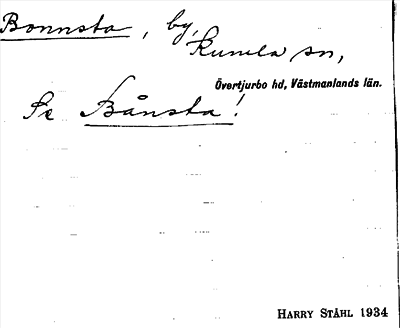 Bonnsta, by,
Kumla sn,
Övertjurbo hd, Västmanlands län.
Se Bånsta!
HARRY STÅHL 1934